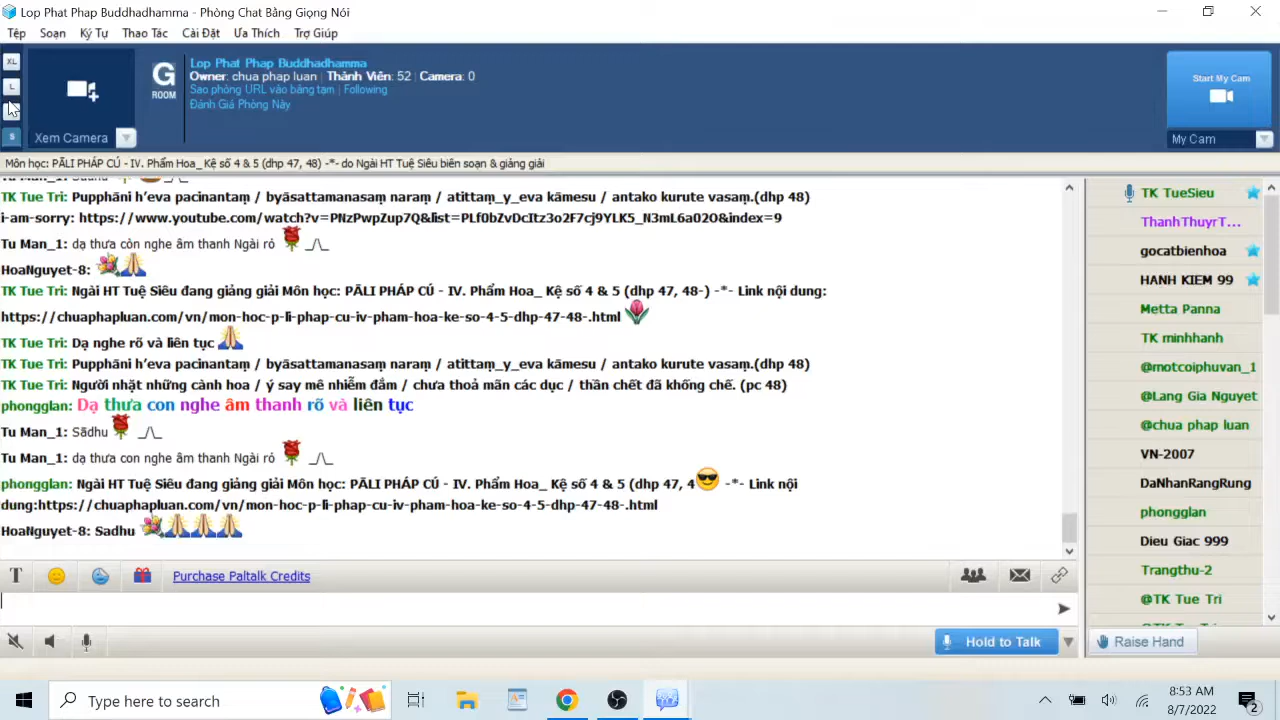 Lop Phat Phap Buddhadhamma - Phòng Chat Bằng Giọng Nói
Tệp Soạn Ký Tự Thao Tác Cài Đặt Ưa Thích Trợ Giúp
XL
L
S
Xem Camera
G
ROOM
Lop Phat Phap Buddhadhamma
Owner: chua phap luan | Thành Viên: 52 | Camera: 0
Sao phòng URL vào bảng tạm | Following
Đánh Giá Phòng Này
Start My Cam
My Cam
Môn học: PĀLI PHÁP CÚ - IV. Phẩm Hoa_ Kệ số 4 & 5 (dhp 47, 48) -*- do Ngài HT Tuệ Siêu biên soạn & giảng giải
TK Tue Tri: Pupphāni h'eva pacinantaṃ / byāsattamanasaṃ naraṃ / atittaṃ_y_eva kāmesu / antako kurute vasaṃ.(dhp 48)
i-am-sorry: https://www.youtube.com/watch?v=PNzPwpZup7Q&list=PLf0bZvDcItz3o2F7cj9YLK5_N3mL6a02O&index=9
Tu Man_1: dạ thưa còn nghe âm thanh Ngài rỏ _/\_
HoaNguyet-8:
TK Tue Tri: Ngài HT Tuệ Siêu đang giảng giải Môn học: PĀLI PHÁP CÚ - IV. Phẩm Hoa_ Kệ số 4 & 5 (dhp 47, 48-) -*- Link nội dung:
https://chuaphapluan.com/vn/mon-hoc-p-li-phap-cu-iv-pham-hoa-ke-so-4-5-dhp-47-48-.html
TK Tue Tri: Dạ nghe rõ và liên tục
TK Tue Tri: Pupphāni h'eva pacinantaṃ / byāsattamanasaṃ naraṃ / atittaṃ_y_eva kāmesu / antako kurute vasaṃ.(dhp 48)
TK Tue Tri: Người nhặt những cành hoa / ý say mê nhiễm đắm / chưa thoả mãn các dục / thần chết đã khống chế. (pc 48)
phongglan: Dạ thưa con nghe âm thanh rõ và liên tục
Tu Man_1: Sādhu _/\_
Tu Man_1: dạ thưa con nghe âm thanh Ngài rỏ _/\_
phongglan: Ngài HT Tuệ Siêu đang giảng giải Môn học: PĀLI PHÁP CÚ - IV. Phẩm Hoa_ Kệ số 4 & 5 (dhp 47, 4 -*- Link nội
dung:https://chuaphapluan.com/vn/mon-hoc-p-li-phap-cu-iv-pham-hoa-ke-so-4-5-dhp-47-48-.html
HoaNguyet-8: Sadhu
TK TueSieu
ThanhThuyrT...
gocatbienhoa
HANH KIEM 99
Metta Panna
TK minhhanh
@motcoiphuvan_1
@Lang Gia Nguyet
@chua phap luan
VN-2007
DaNhanRangRung
phongglan
Dieu Giac 999
Trangthu-2
@TK Tue Tri
T Purchase Paltalk Credits
Hold to Talk
Raise Hand
Type here to search
8:53 AM
8/7/2022
2